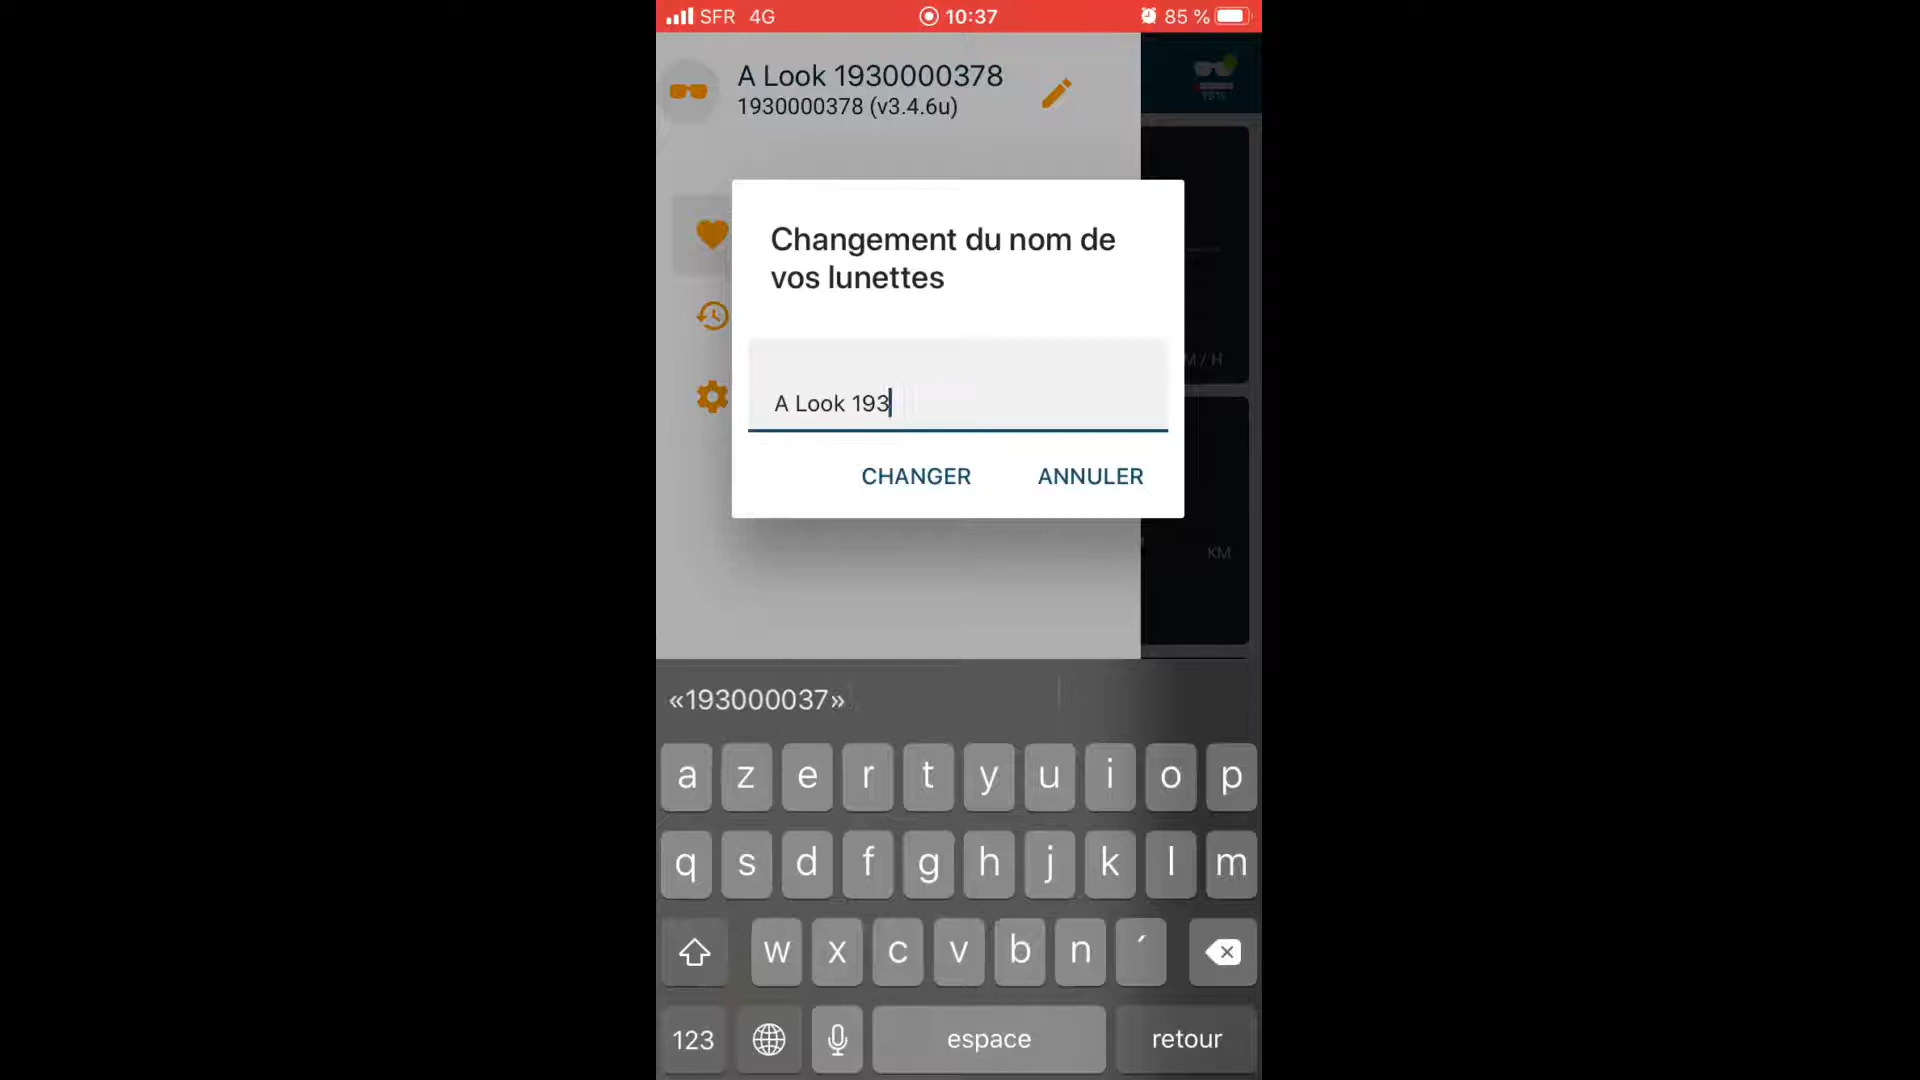 SFR 4G 10:37 85 %
A Look 1930000378
1930000378 (v3.4.6u)
15%
Changement du nom de
vos lunettes
M / H
A Look 193
CHANGER ANNULER
KM
«193000037»
a z e r t y u i o p
q s d f g h j k l m
w x c v b n ´
123 espace retour